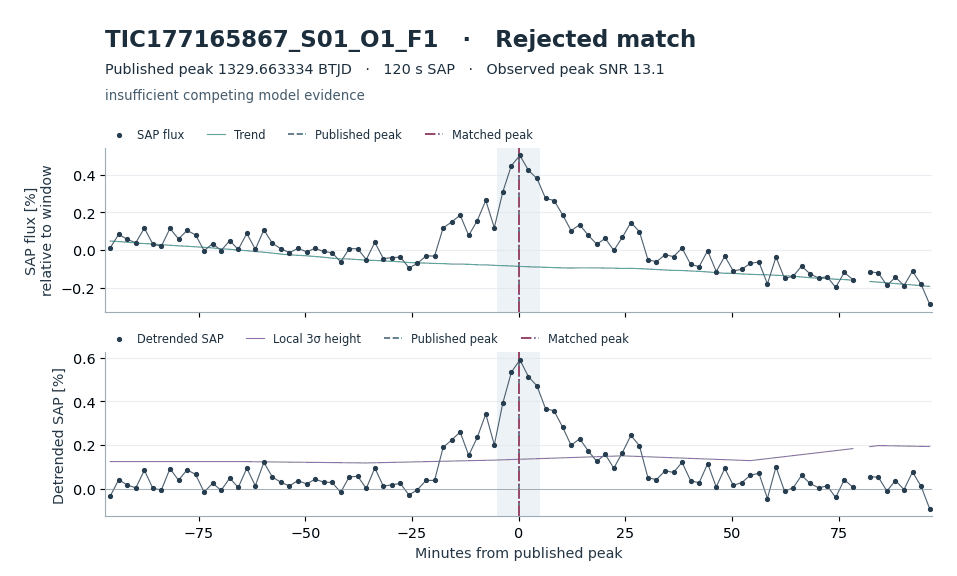 TIC177165867_S01_O1_F1 · Rejected match
Published peak 1329.663334 BTJD · 120 s SAP · Observed peak SNR 13.1
insufficient competing model evidence
SAP flux Trend Published peak Matched peak
SAP flux [%]
relative to window
0.4
0.2
0.0
−0.2
Detrended SAP Local 3σ height Published peak Matched peak
Detrended SAP [%]
0.6
0.4
0.2
0.0
−75 −50 −25 0 25 50 75
Minutes from published peak